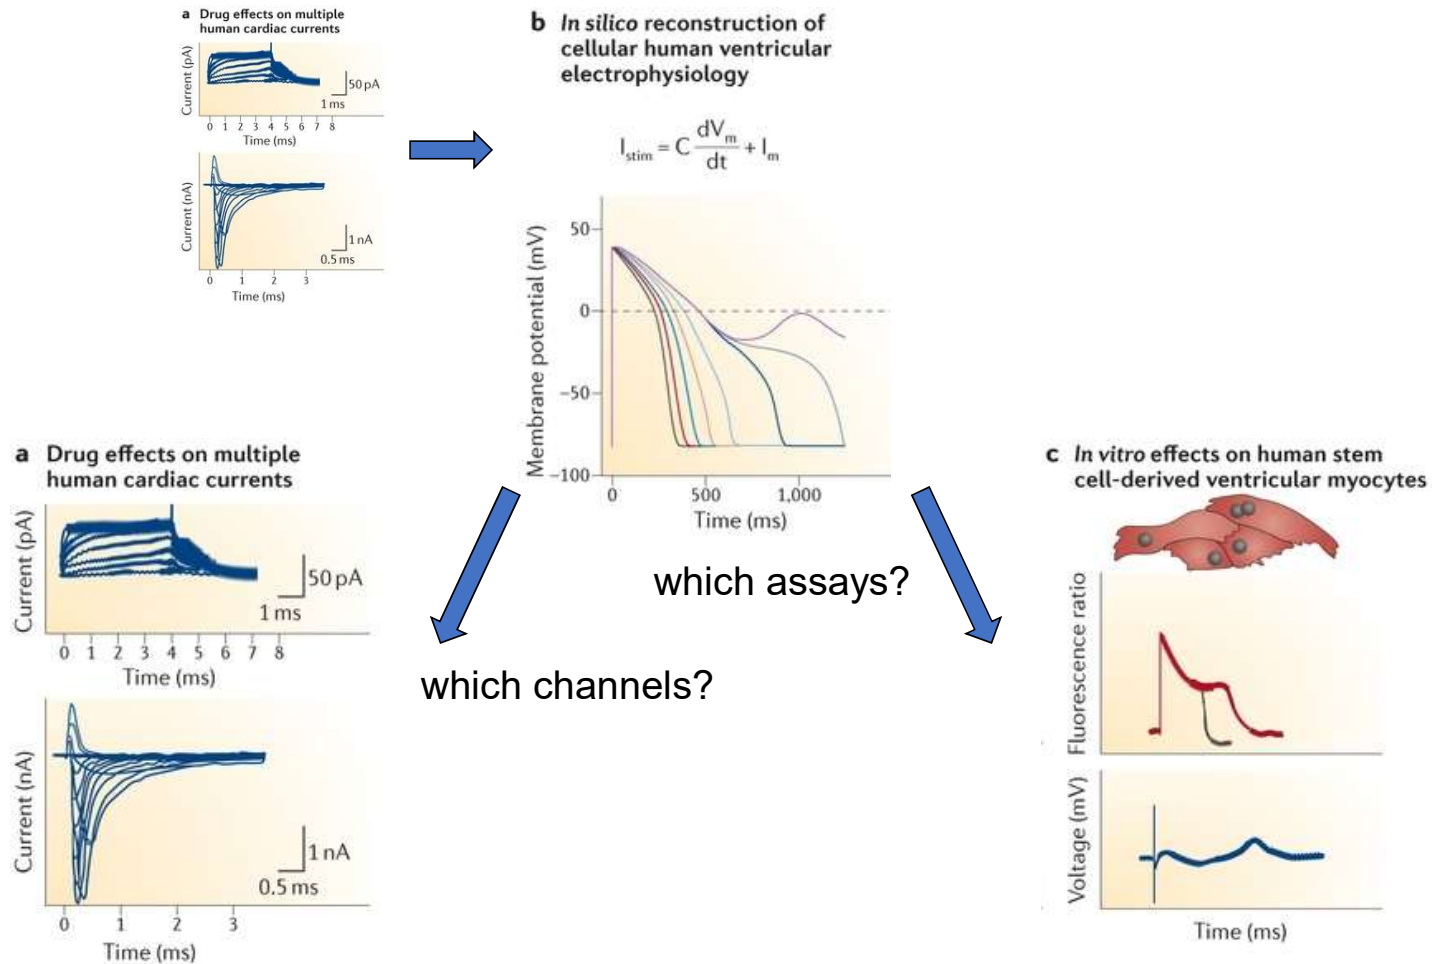 a Drug effects on multiple
human cardiac currents
Current (pA)
50 pA
1 ms
0 1 2 3 4 5 6 7 8
Time (ms)
Current (nA)
1 nA
0.5 ms
0 1 2 3
Time (ms)
b In silico reconstruction of
cellular human ventricular
electrophysiology
I_stim = C dV_m/dt + I_m
Membrane potential (mV)
50
0
−50
−100
0 500 1,000
Time (ms)
which assays?
which channels?
a Drug effects on multiple
human cardiac currents
Current (pA)
50 pA
1 ms
0 1 2 3 4 5 6 7 8
Time (ms)
Current (nA)
1 nA
0.5 ms
0 1 2 3
Time (ms)
c In vitro effects on human stem
cell-derived ventricular myocytes
Fluorescence ratio
Voltage (mV)
Time (ms)